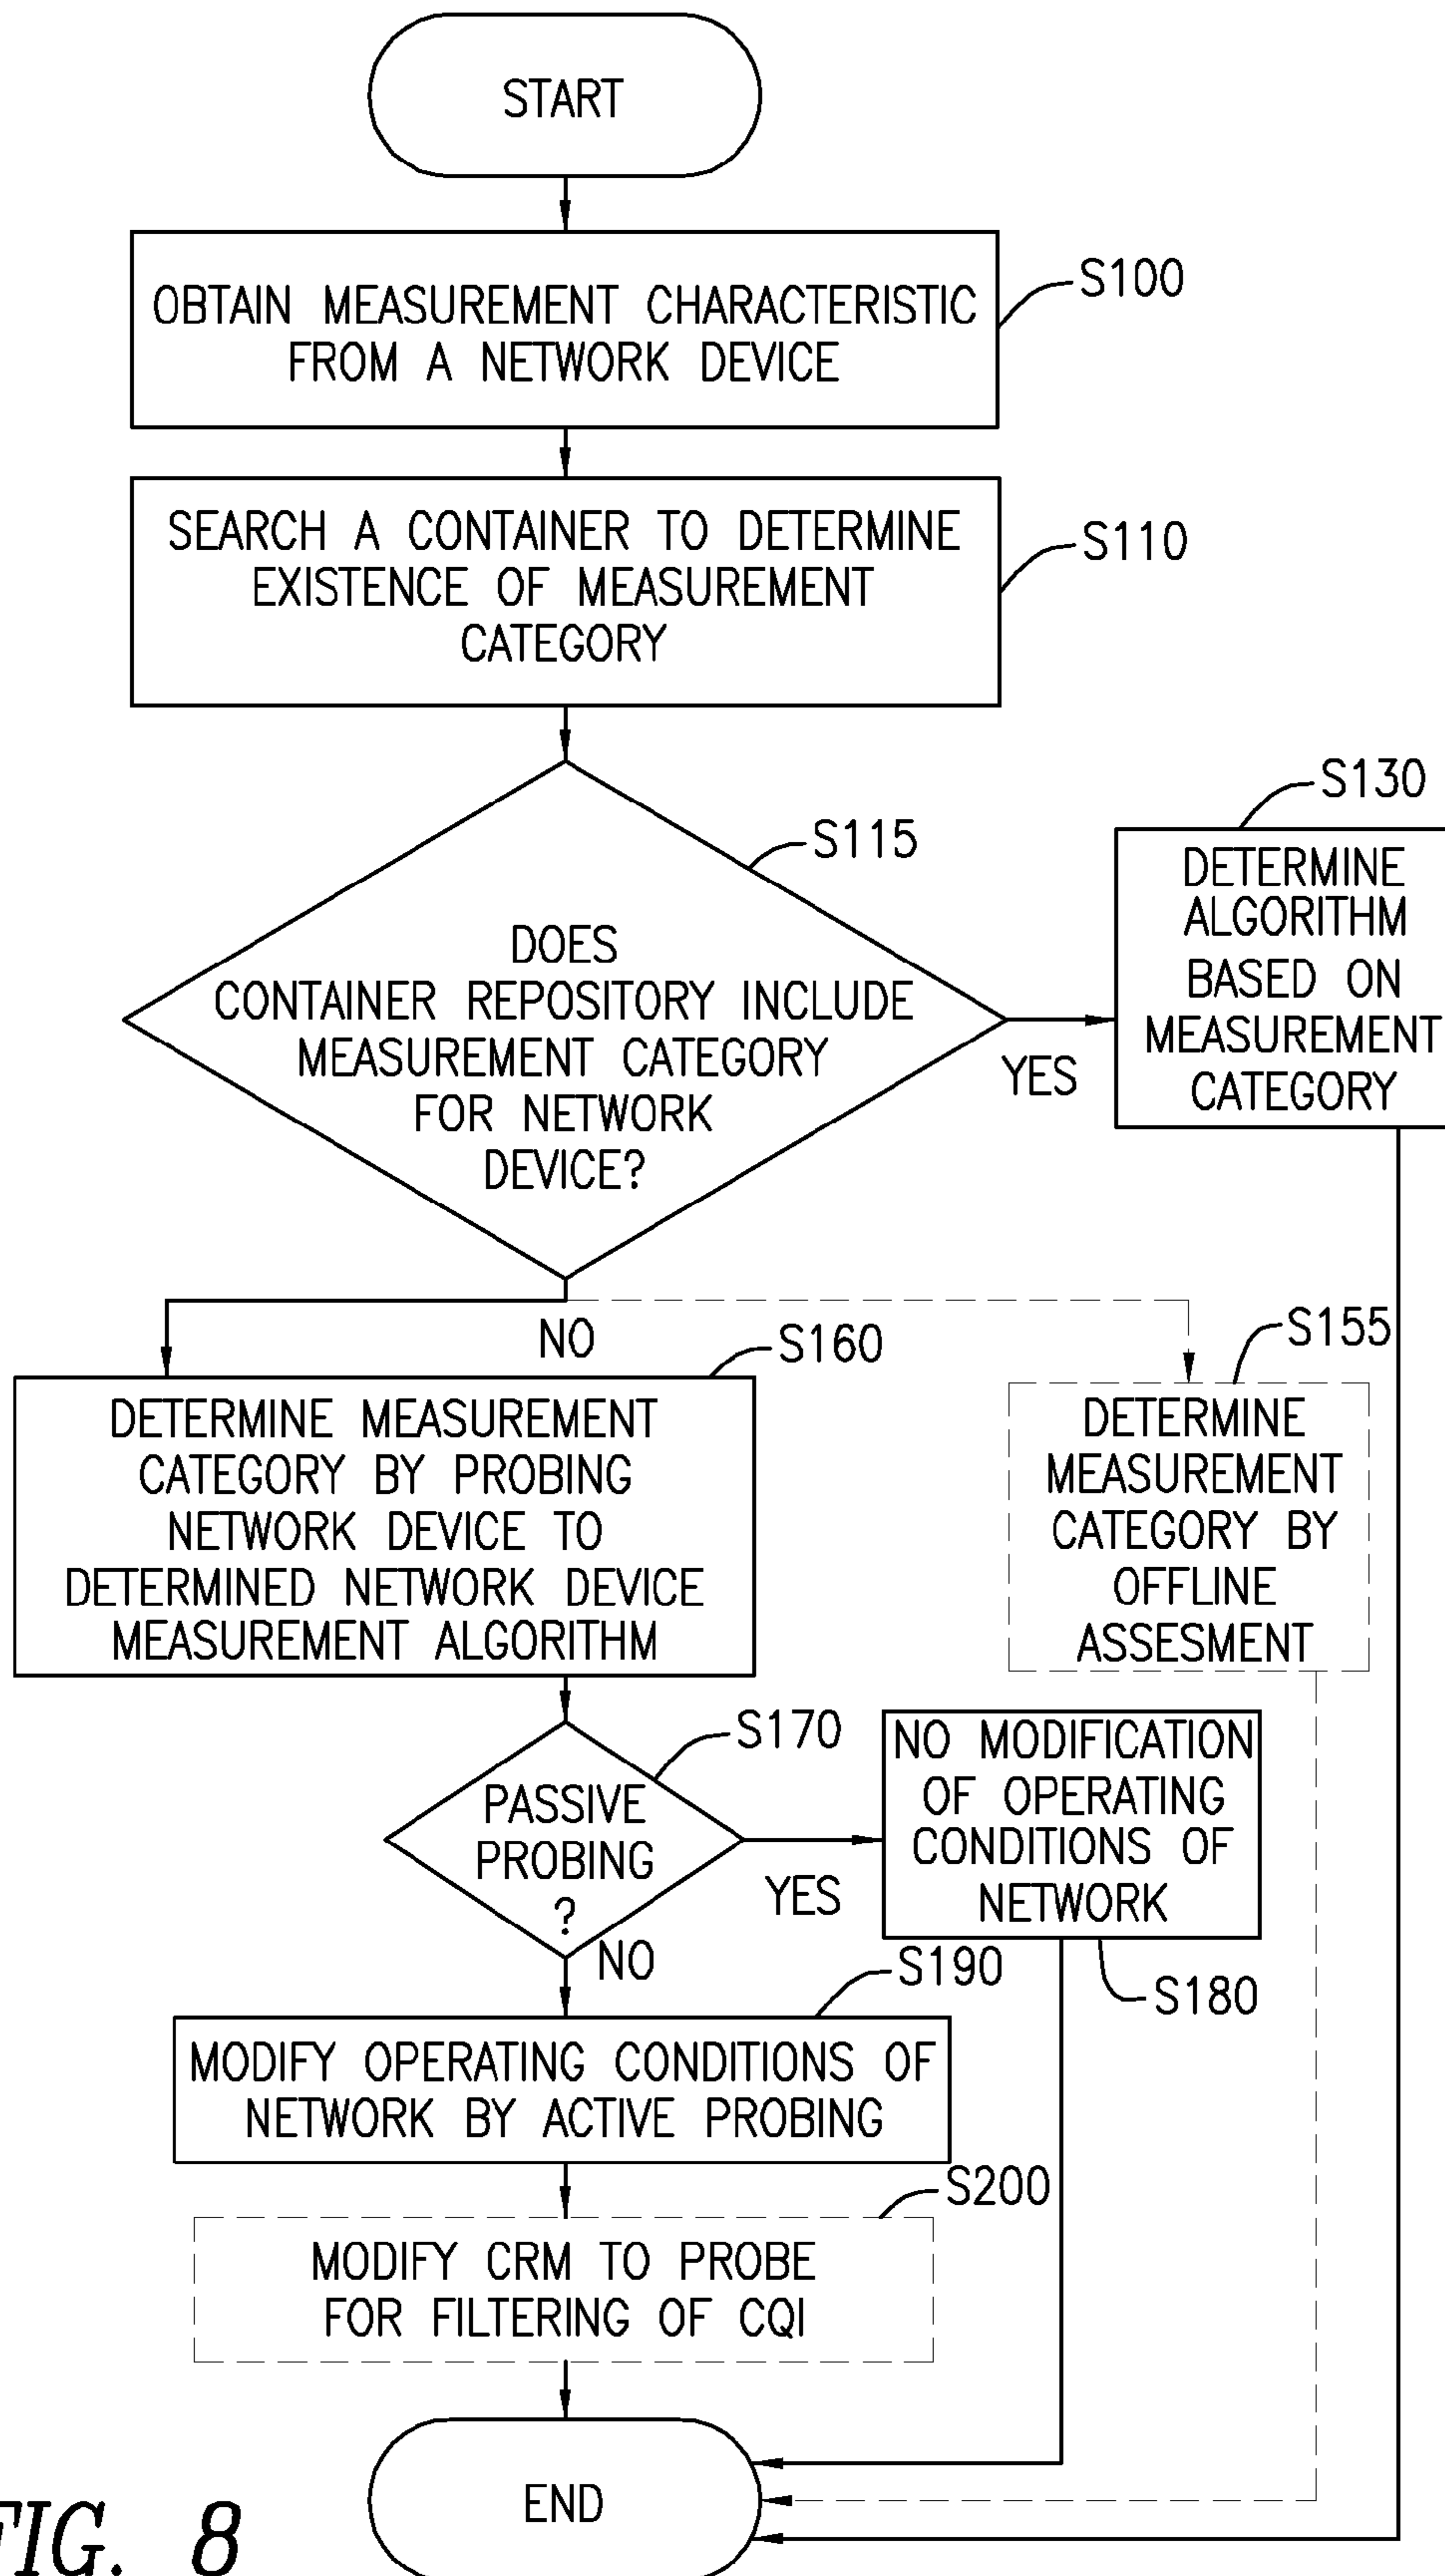 START
OBTAIN MEASUREMENT CHARACTERISTIC
FROM A NETWORK DEVICE
S100
SEARCH A CONTAINER TO DETERMINE
EXISTENCE OF MEASUREMENT
CATEGORY
S110
S115
DOES
CONTAINER REPOSITORY INCLUDE
MEASUREMENT CATEGORY
FOR NETWORK
DEVICE?
YES
S130
DETERMINE
ALGORITHM
BASED ON
MEASUREMENT
CATEGORY
NO
S160
DETERMINE MEASUREMENT
CATEGORY BY PROBING
NETWORK DEVICE TO
DETERMINED NETWORK DEVICE
MEASUREMENT ALGORITHM
S155
DETERMINE
MEASUREMENT
CATEGORY BY
OFFLINE
ASSESMENT
S170
PASSIVE
PROBING
?
YES
NO MODIFICATION
OF OPERATING
CONDITIONS OF
NETWORK
S180
NO
S190
MODIFY OPERATING CONDITIONS OF
NETWORK BY ACTIVE PROBING
S200
MODIFY CRM TO PROBE
FOR FILTERING OF CQI
END
FIG. 8